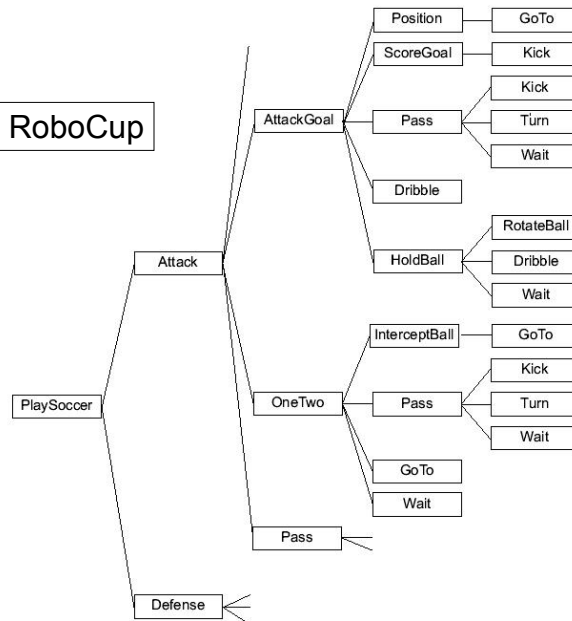 Position
GoTo
ScoreGoal
Kick
Kick
RoboCup
AttackGoal
Pass
Turn
Wait
Dribble
RotateBall
Attack
HoldBall
Dribble
Wait
InterceptBall
GoTo
Kick
PlaySoccer
OneTwo
Pass
Turn
Wait
GoTo
Wait
Pass
Defense